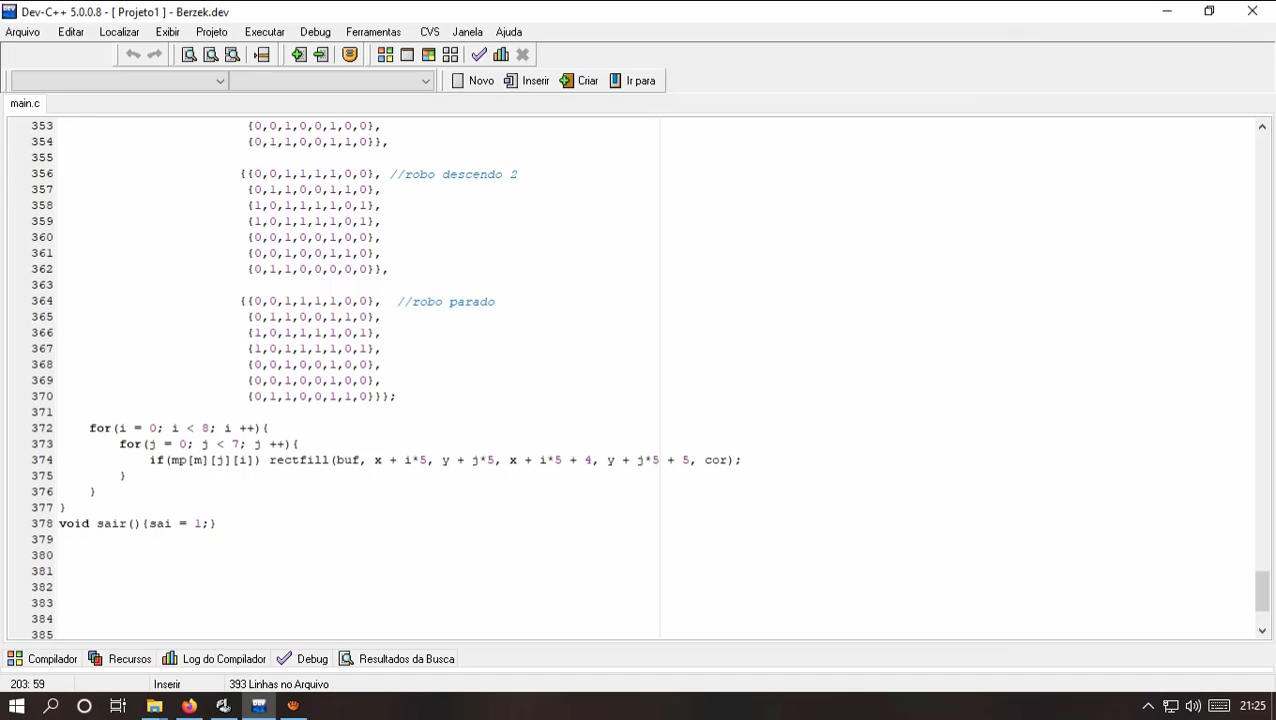 Dev-C++ 5.0.0.8 - [ Projeto1 ] - Berzek.dev
Arquivo Editar Localizar Exibir Projeto Executar Debug Ferramentas CVS Janela Ajuda
Novo Inserir Criar Ir para
main.c
353 {0,0,1,0,0,1,0,0},
354 {0,1,1,0,0,1,1,0}},
355
356 {{0,0,1,1,1,1,0,0}, //robo descendo 2
357 {0,1,1,0,0,1,1,0},
358 {1,0,1,1,1,1,0,1},
359 {1,0,1,1,1,1,0,1},
360 {0,0,1,0,0,1,0,0},
361 {0,0,1,0,0,1,1,0},
362 {0,1,1,0,0,0,0,0}},
363
364 {{0,0,1,1,1,1,0,0}, //robo parado
365 {0,1,1,0,0,1,1,0},
366 {1,0,1,1,1,1,0,1},
367 {1,0,1,1,1,1,0,1},
368 {0,0,1,0,0,1,0,0},
369 {0,0,1,0,0,1,0,0},
370 {0,1,1,0,0,1,1,0}}};
371
372 for(i = 0; i < 8; i ++){
373 for(j = 0; j < 7; j ++){
374 if(mp[m][j][i]) rectfill(buf, x + i*5, y + j*5, x + i*5 + 4, y + j*5 + 5, cor);
375 }
376 }
377 }
378 void sair(){sai = 1;}
379
380
381
382
383
384
385
Compilador Recursos Log do Compilador Debug Resultados da Busca
203: 59 Inserir 393 Linhas no Arquivo
21:25